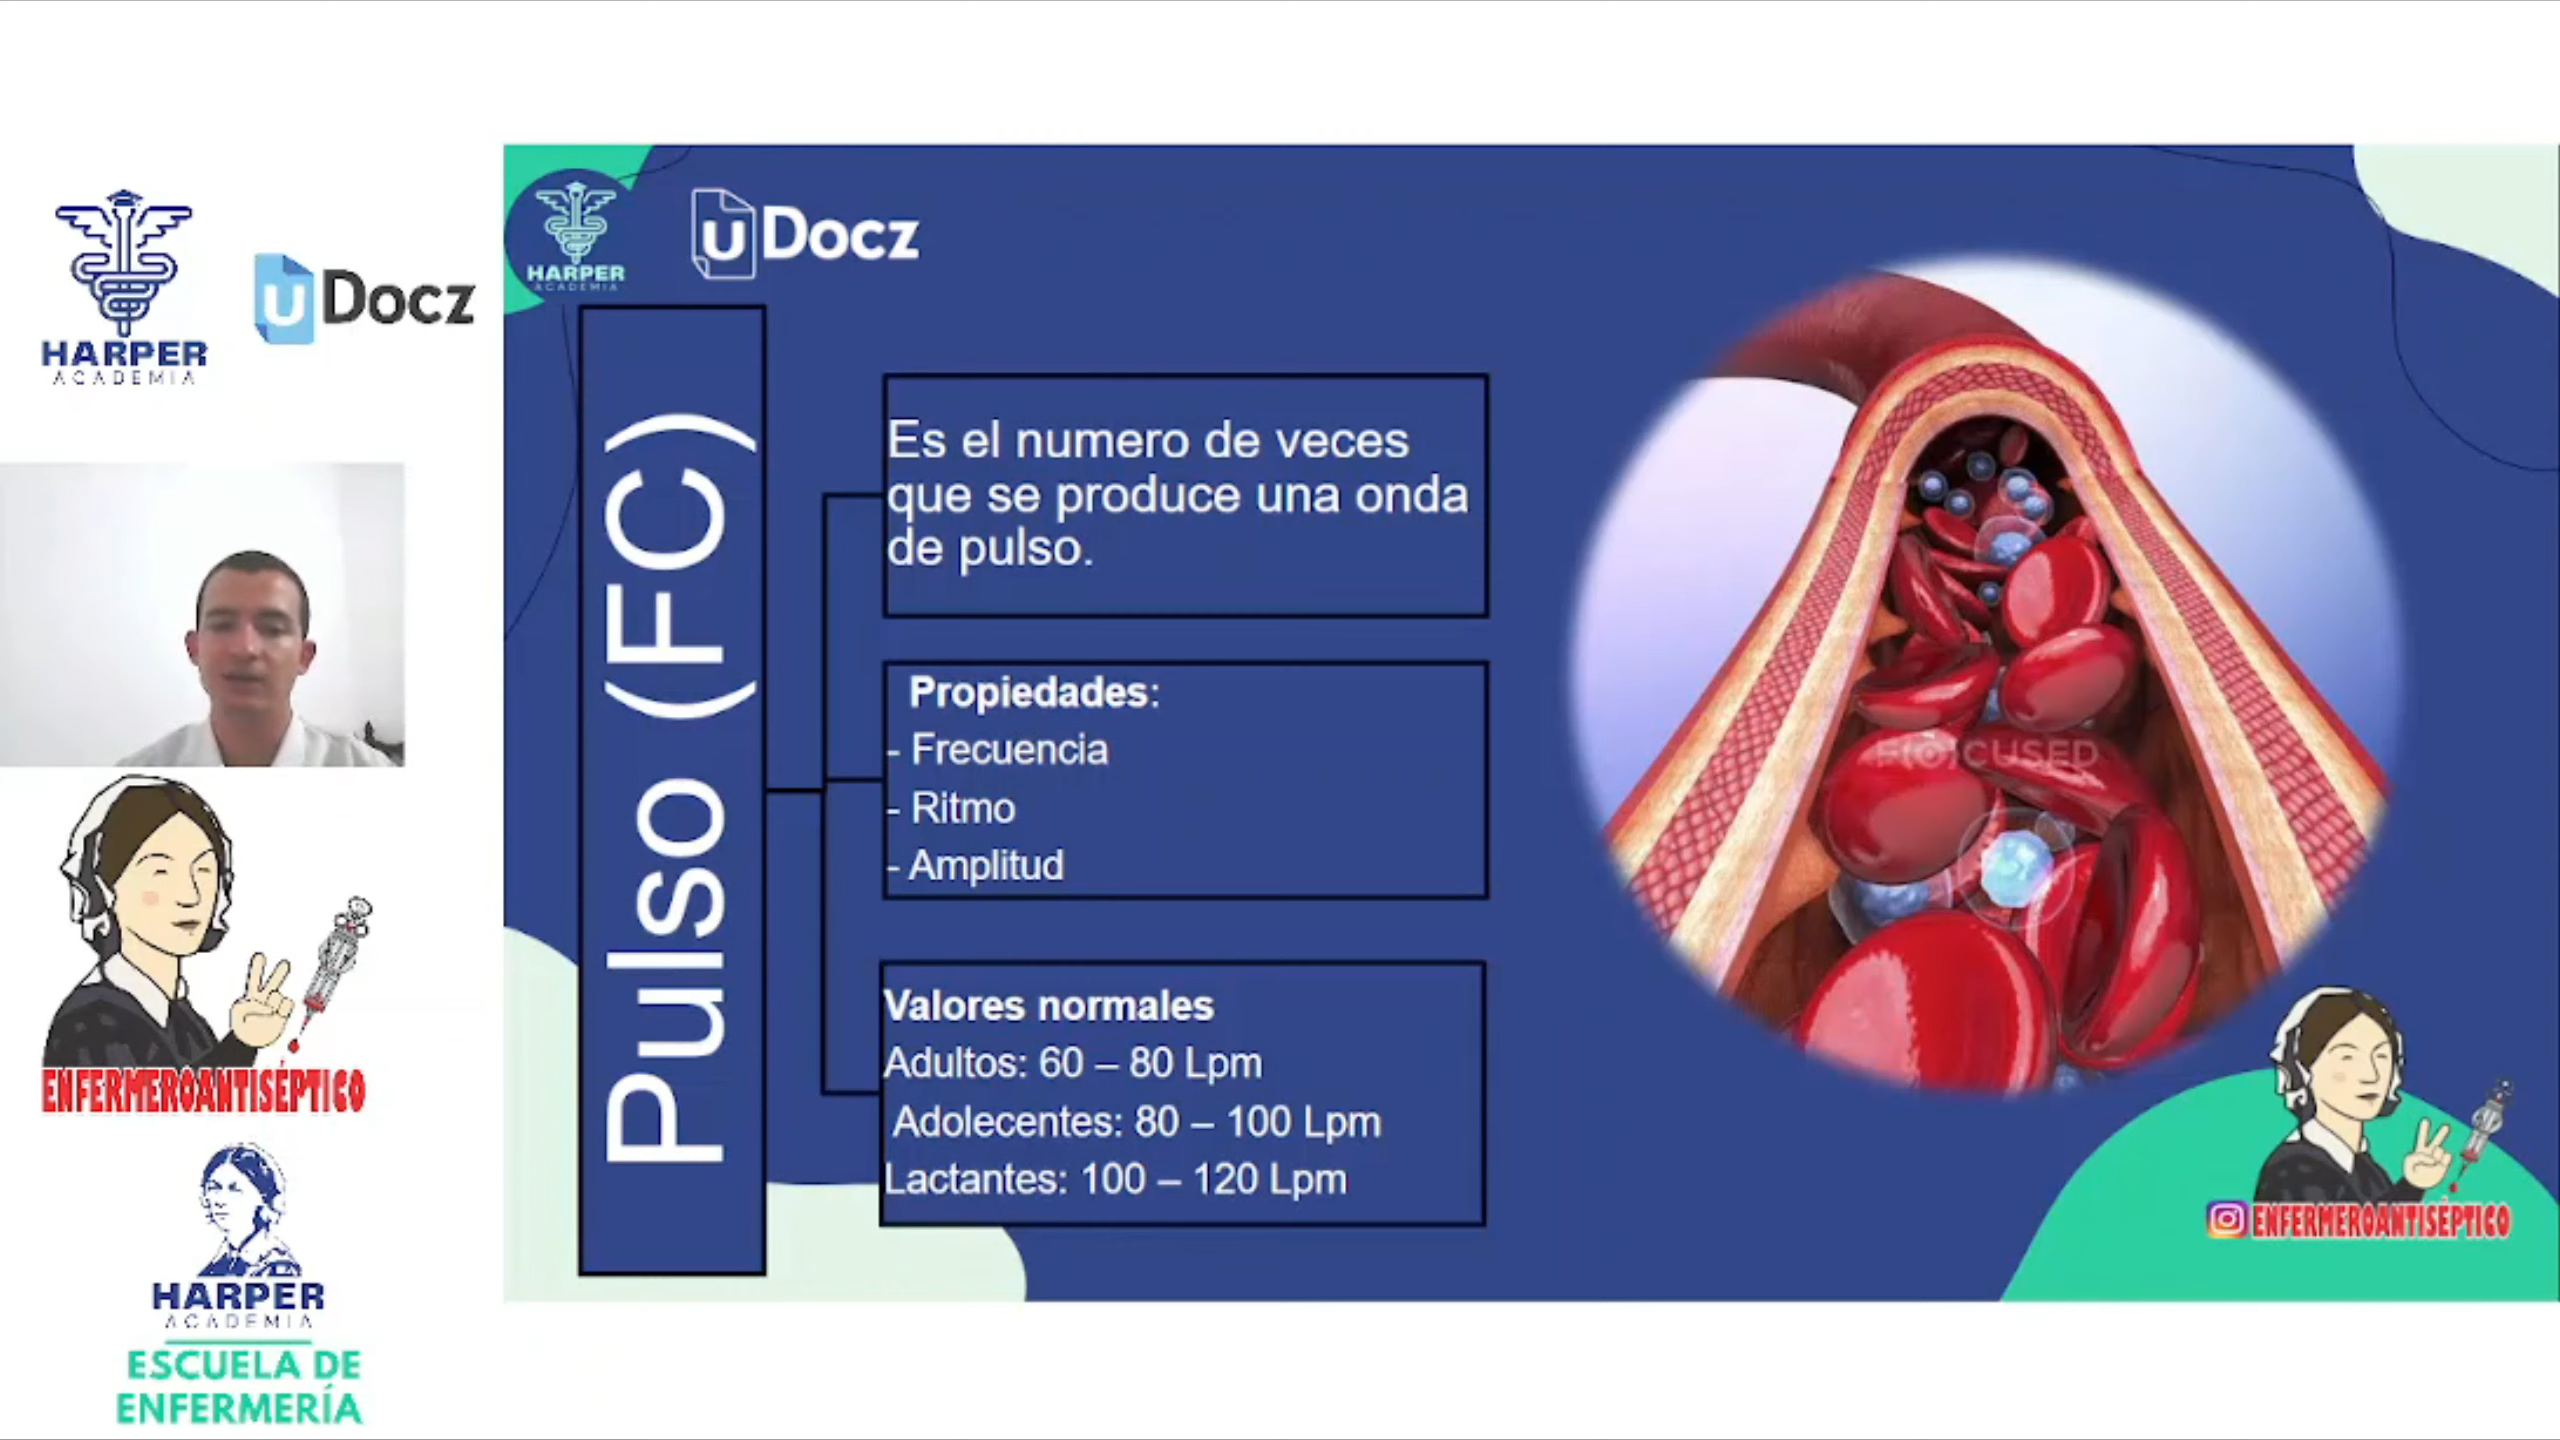 HARPER
ACADEMIA
uDocz
ENFERMEROANTISÉPTICO
HARPER
ACADEMIA
ESCUELA DE
ENFERMERÍA
HARPER
ACADEMIA
uDocz
Pulso (FC)
Es el numero de veces
que se produce una onda
de pulso.
Propiedades:
- Frecuencia
- Ritmo
- Amplitud
Valores normales
Adultos: 60 – 80 Lpm
Adolecentes: 80 – 100 Lpm
Lactantes: 100 – 120 Lpm
F(O)CUSED
ENFERMEROANTISÉPTICO